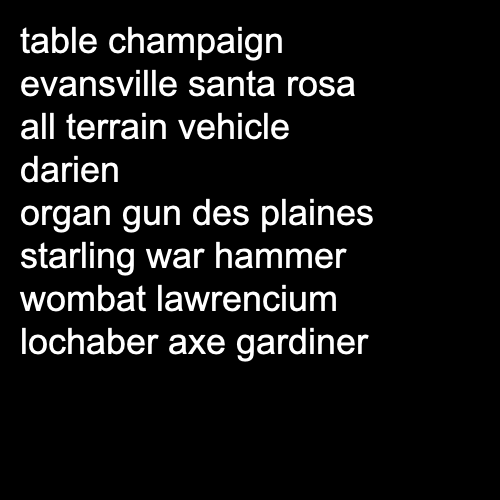 table champaign
evansville santa rosa
all terrain vehicle
darien
organ gun des plaines
starling war hammer
wombat lawrencium
lochaber axe gardiner